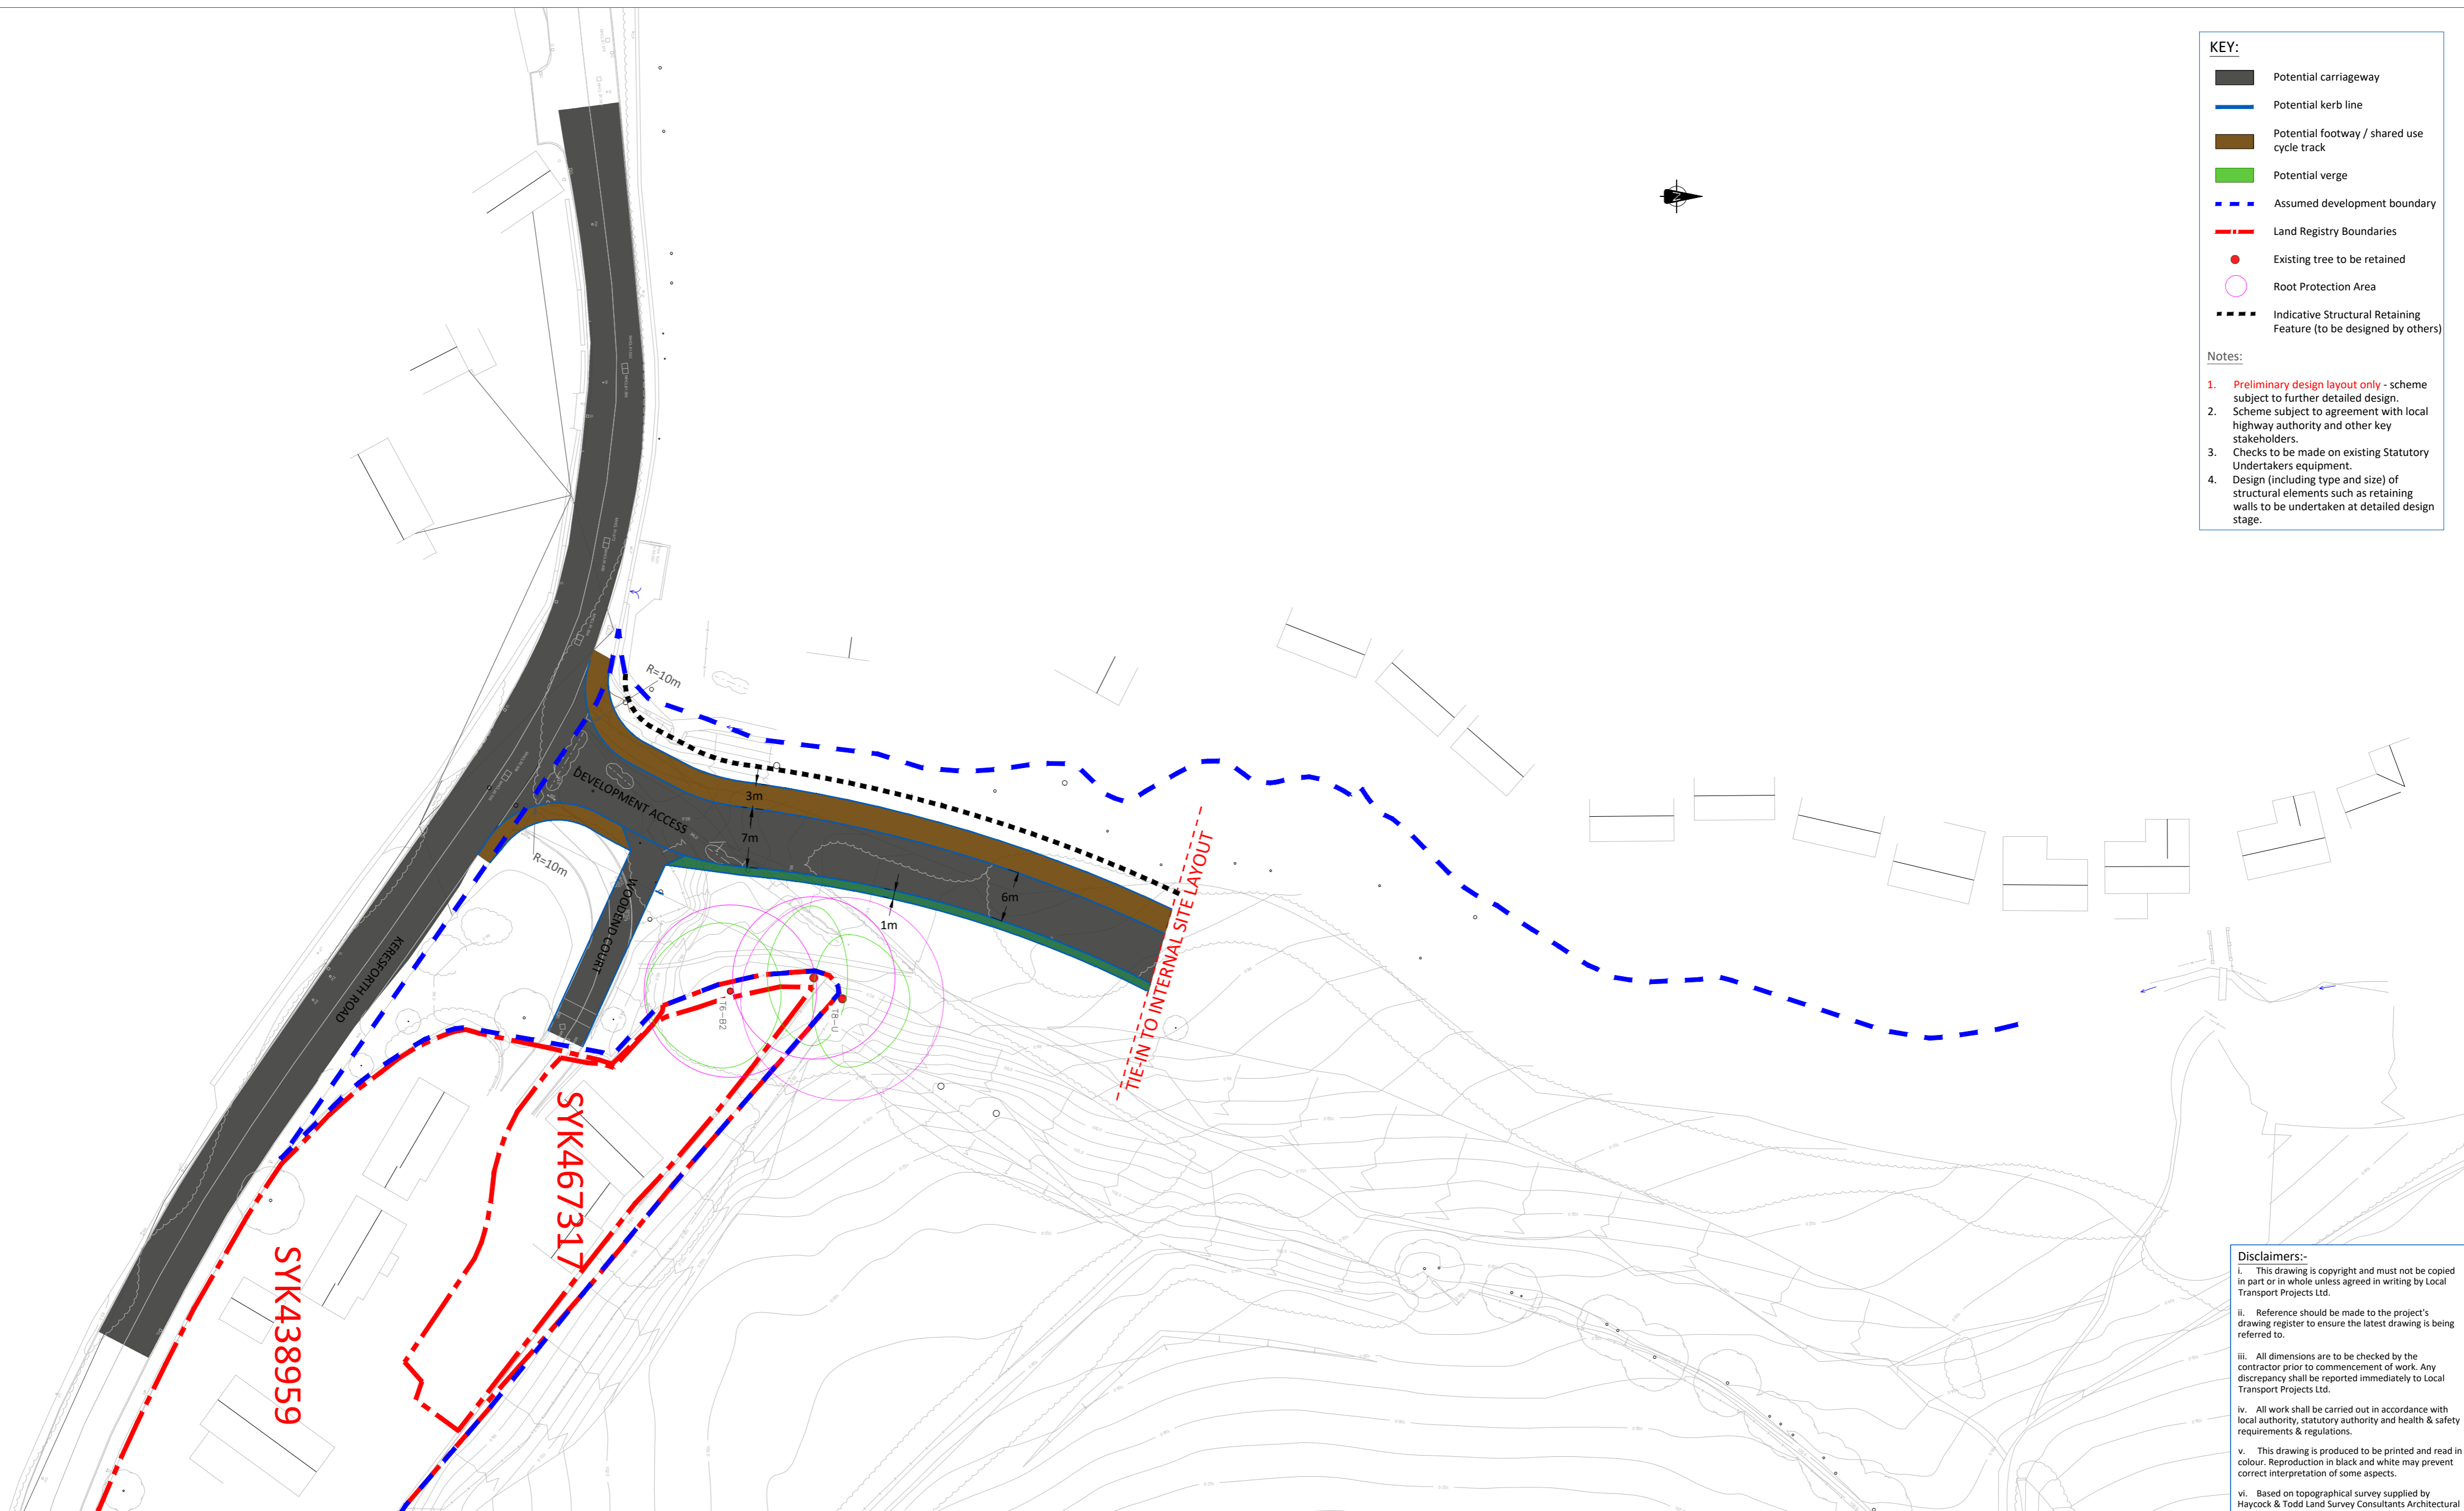 KEY:
Potential carriageway
Potential kerb line
Potential footway / shared use
cycle track
Potential verge
Assumed development boundary
Land Registry Boundaries
Existing tree to be retained
Root Protection Area
Indicative Structural Retaining
Feature (to be designed by others)
Notes:
1. Preliminary design layout only - scheme
subject to further detailed design.
2. Scheme subject to agreement with local
highway authority and other key
stakeholders.
3. Checks to be made on existing Statutory
Undertakers equipment.
4. Design (including type and size) of
structural elements such as retaining
walls to be undertaken at detailed design
stage.
N
R=10m
DEVELOPMENT ACCESS
3m
7m
6m
1m
R=10m
WOODEND COURT
KERESFORTH ROAD
TIE-IN TO INTERNAL SITE LAYOUT
T6-B2
T8-U
SYK467317
SYK438959
Disclaimers:-
i. This drawing is copyright and must not be copied
in part or in whole unless agreed in writing by Local
Transport Projects Ltd.
ii. Reference should be made to the project's
drawing register to ensure the latest drawing is being
referred to.
iii. All dimensions are to be checked by the
contractor prior to commencement of work. Any
discrepancy shall be reported immediately to Local
Transport Projects Ltd.
iv. All work shall be carried out in accordance with
local authority, statutory authority and health & safety
requirements & regulations.
v. This drawing is produced to be printed and read in
colour. Reproduction in black and white may prevent
correct interpretation of some aspects.
vi. Based on topographical survey supplied by
Haycock & Todd Land Survey Consultants Architectural